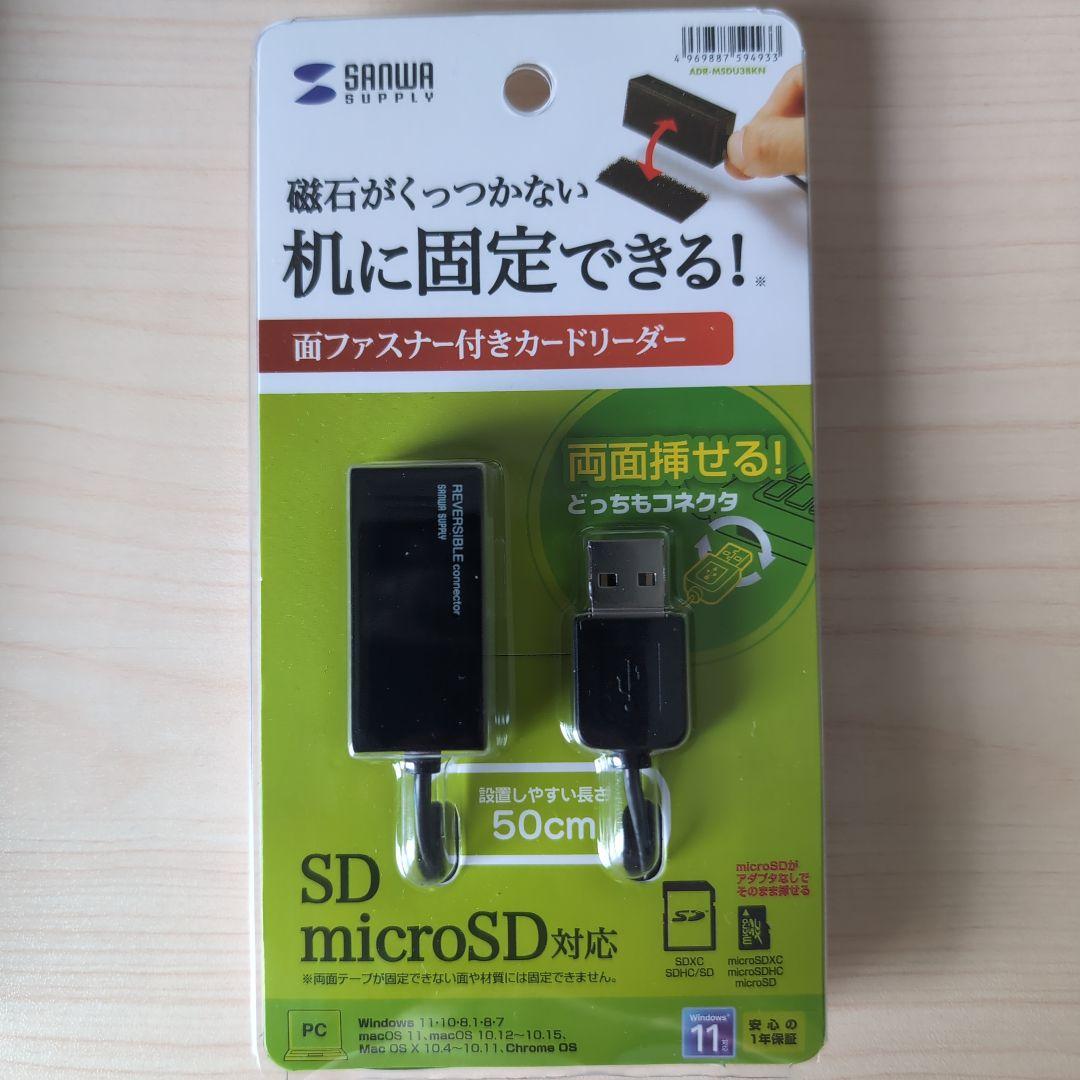 SANWA
SUPPLY
4 969887 594933
ADR-MSDU3BKN
磁石がくっつかない
机に固定できる!※
面ファスナー付きカードリーダー
両面挿せる!
どっちもコネクタ
REVERSIBLE connector
SANWA SUPPLY
設置しやすい長さ
50cm
SD
microSD対応
※両面テープが固定できない面や材質には固定できません。
microSDが
アダプタなしで
そのまま挿せる
SDXC
SDHC/SD
microSDXC
microSDHC
microSD
PC
Windows 11・10・8.1・8・7
macOS 11、macOS 10.12～10.15、
Mac OS X 10.4～10.11、Chrome OS
Windows
11対応
安心の
1年保証